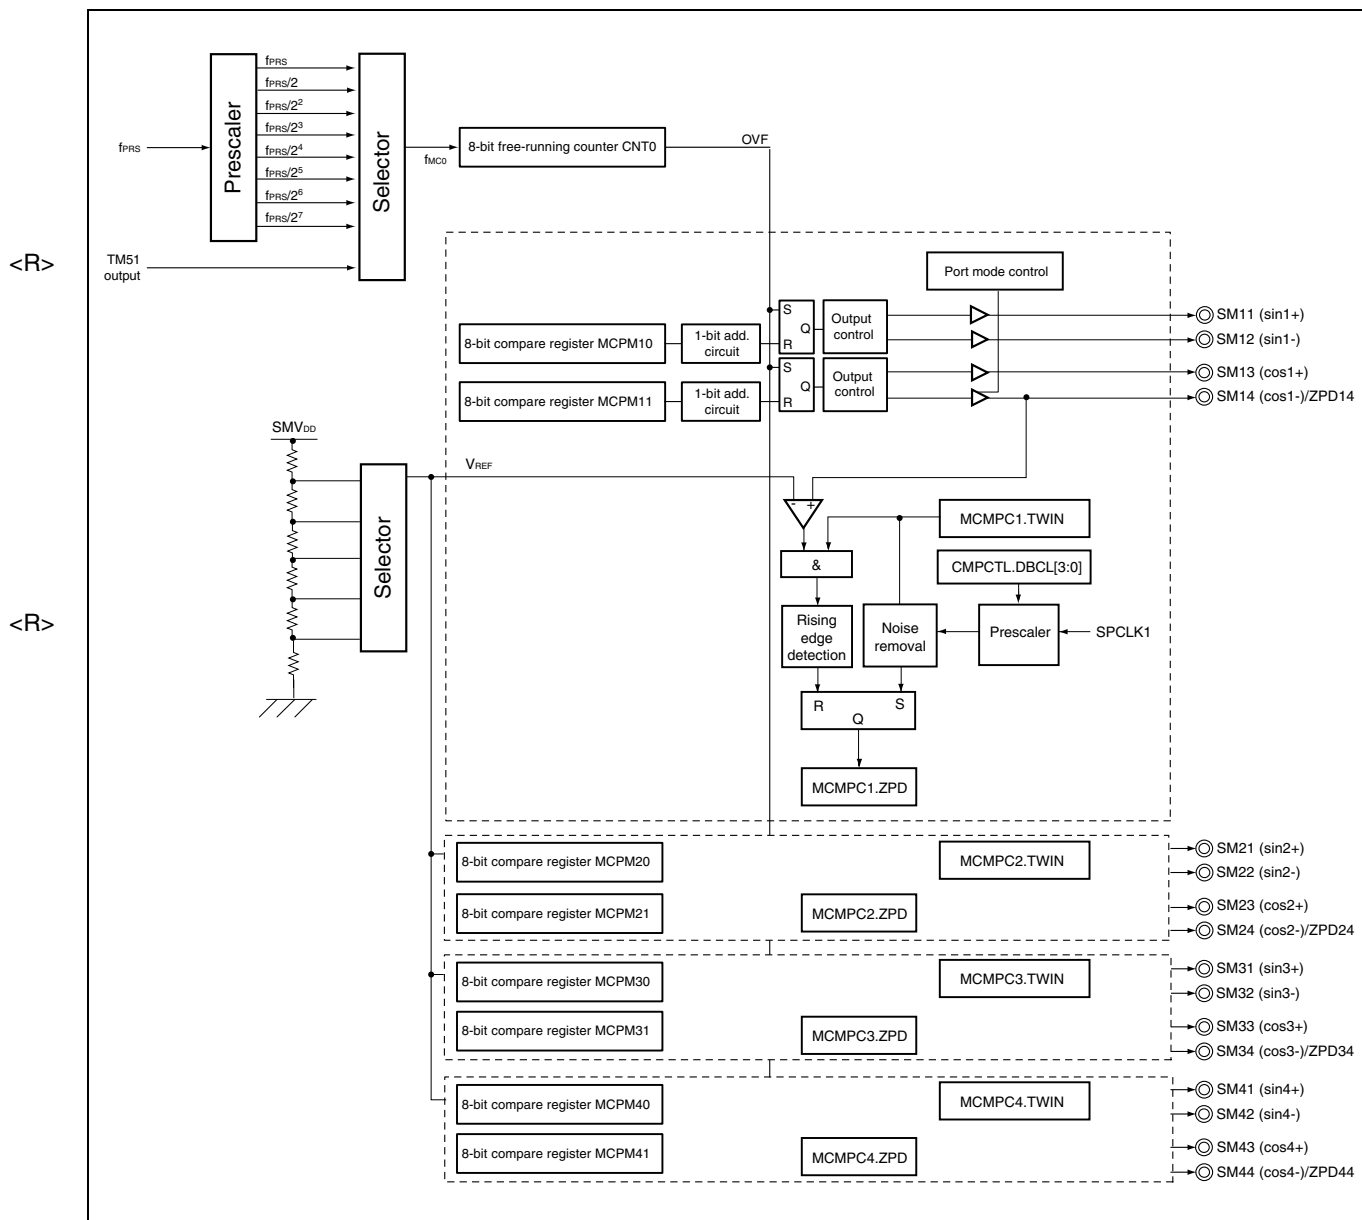 fPRS
Prescaler
fPRS
fPRS/2
fPRS/2²
fPRS/2³
fPRS/2⁴
fPRS/2⁵
fPRS/2⁶
fPRS/2⁷
Selector
fMC0
8-bit free-running counter CNT0
OVF
<R>
TM51
output
Port mode control
8-bit compare register MCPM10
1-bit add.
circuit
S
R
Q
Output
control
SM11 (sin1+)
SM12 (sin1-)
8-bit compare register MCPM11
1-bit add.
circuit
S
R
Q
Output
control
SM13 (cos1+)
SM14 (cos1-)/ZPD14
SMVDD
Selector
VREF
-
+
MCMPC1.TWIN
&
CMPCTL.DBCL[3:0]
<R>
Rising
edge
detection
Noise
removal
Prescaler
SPCLK1
R
S
Q
MCMPC1.ZPD
8-bit compare register MCPM20
MCMPC2.TWIN
SM21 (sin2+)
SM22 (sin2-)
8-bit compare register MCPM21
MCMPC2.ZPD
SM23 (cos2+)
SM24 (cos2-)/ZPD24
8-bit compare register MCPM30
MCMPC3.TWIN
SM31 (sin3+)
SM32 (sin3-)
8-bit compare register MCPM31
MCMPC3.ZPD
SM33 (cos3+)
SM34 (cos3-)/ZPD34
8-bit compare register MCPM40
MCMPC4.TWIN
SM41 (sin4+)
SM42 (sin4-)
8-bit compare register MCPM41
MCMPC4.ZPD
SM43 (cos4+)
SM44 (cos4-)/ZPD44